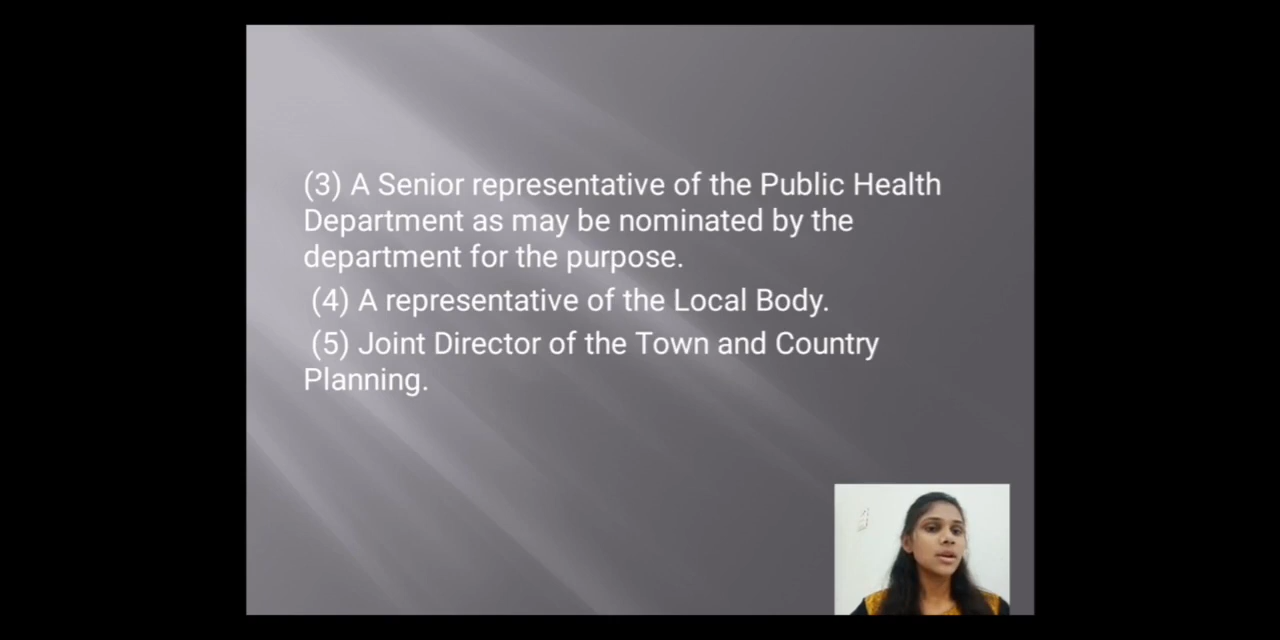 (3) A Senior representative of the Public Health
Department as may be nominated by the
department for the purpose.
(4) A representative of the Local Body.
(5) Joint Director of the Town and Country
Planning.